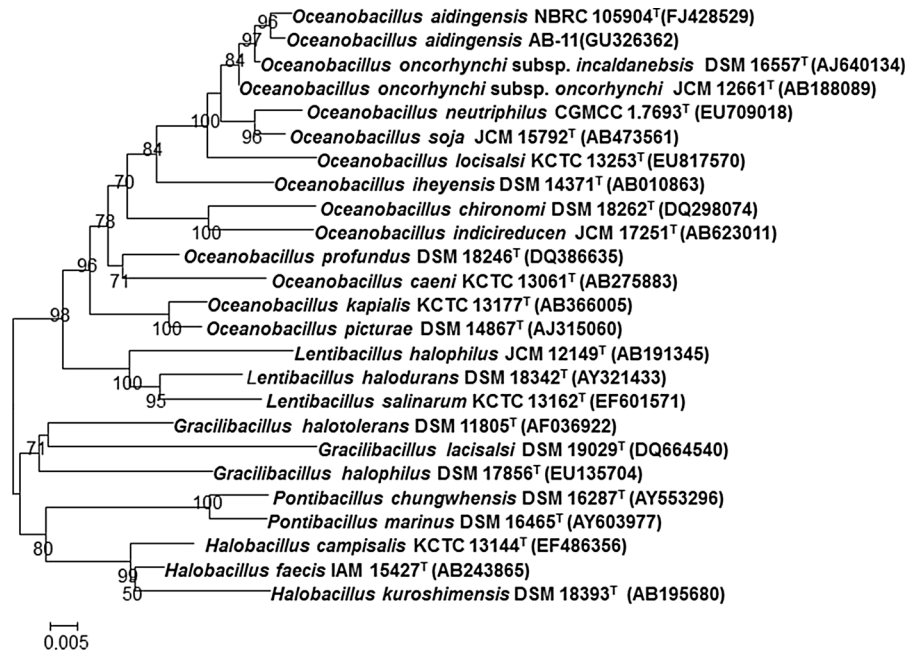 96
Oceanobacillus aidingensis NBRC 105904ᵀ(FJ428529)
97
Oceanobacillus aidingensis AB-11(GU326362)
84
Oceanobacillus oncorhynchi subsp. incaldanebsis DSM 16557ᵀ (AJ640134)
Oceanobacillus oncorhynchi subsp. oncorhynchi JCM 12661ᵀ (AB188089)
Oceanobacillus neutriphilus CGMCC 1.7693ᵀ (EU709018)
100
96
Oceanobacillus soja JCM 15792ᵀ (AB473561)
84
Oceanobacillus locisalsi KCTC 13253ᵀ(EU817570)
70
Oceanobacillus iheyensis DSM 14371ᵀ (AB010863)
78
Oceanobacillus chironomi DSM 18262ᵀ (DQ298074)
100
Oceanobacillus indicireducen JCM 17251ᵀ (AB623011)
96
Oceanobacillus profundus DSM 18246ᵀ (DQ386635)
71
Oceanobacillus caeni KCTC 13061ᵀ (AB275883)
Oceanobacillus kapialis KCTC 13177ᵀ (AB366005)
98
100
Oceanobacillus picturae DSM 14867ᵀ (AJ315060)
Lentibacillus halophilus JCM 12149ᵀ (AB191345)
100
Lentibacillus halodurans DSM 18342ᵀ (AY321433)
95
Lentibacillus salinarum KCTC 13162ᵀ (EF601571)
Gracilibacillus halotolerans DSM 11805ᵀ (AF036922)
71
Gracilibacillus lacisalsi DSM 19029ᵀ (DQ664540)
Gracilibacillus halophilus DSM 17856ᵀ (EU135704)
100
Pontibacillus chungwhensis DSM 16287ᵀ (AY553296)
Pontibacillus marinus DSM 16465ᵀ (AY603977)
80
Halobacillus campisalis KCTC 13144ᵀ (EF486356)
99
Halobacillus faecis IAM 15427ᵀ (AB243865)
50
Halobacillus kuroshimensis DSM 18393ᵀ (AB195680)
0.005